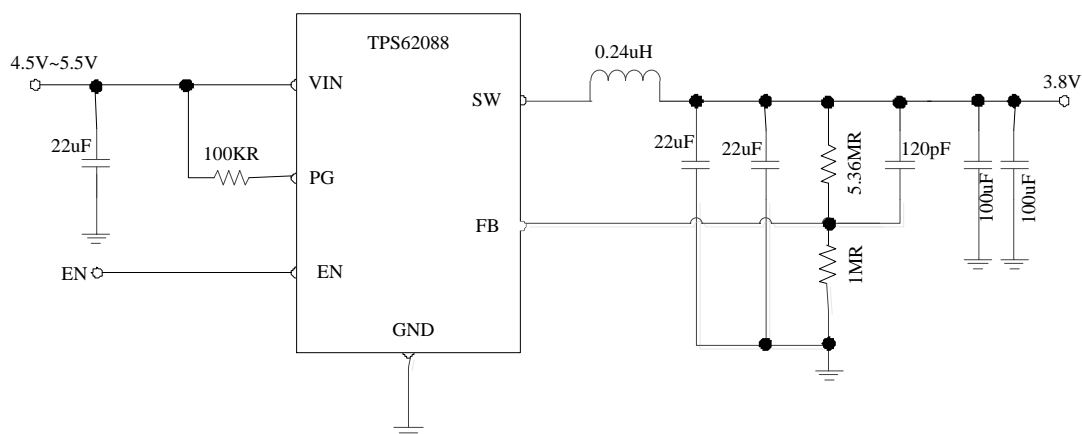 TPS62088
4.5V~5.5V
VIN
0.24uH
SW
3.8V
22uF
100KR
PG
22uF
22uF
5.36MR
120pF
100uF
100uF
FB
EN
EN
1MR
GND